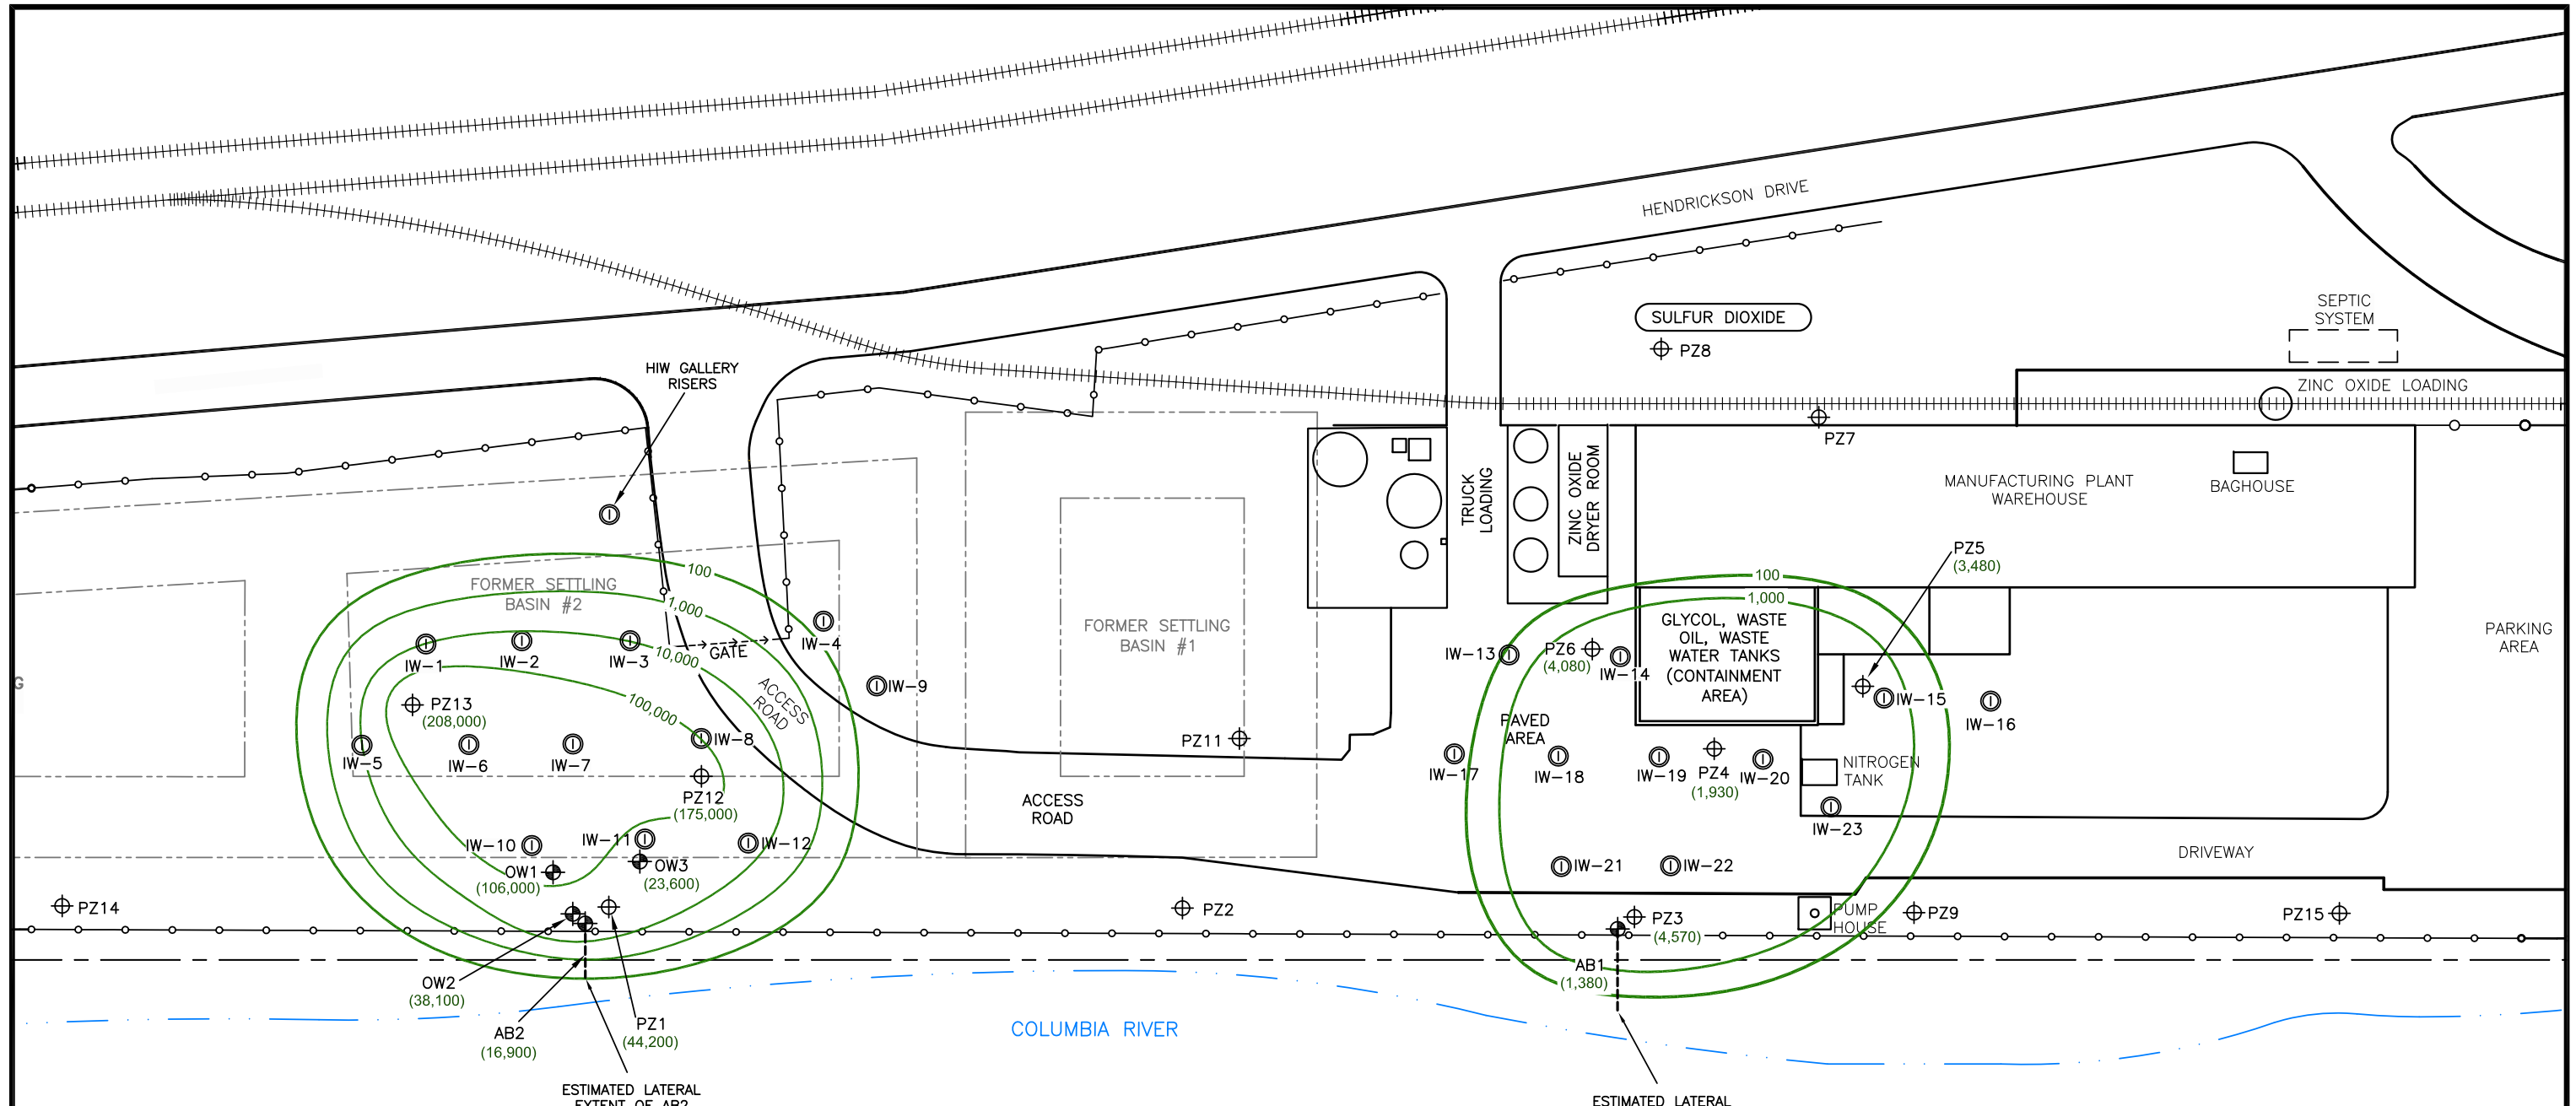 HENDRICKSON DRIVE
SEPTIC
SYSTEM
SULFUR DIOXIDE
PZ8
HIW GALLERY
RISERS
ZINC OXIDE LOADING
PZ7
TRUCK
LOADING
ZINC OXIDE
DRYER ROOM
MANUFACTURING PLANT
WAREHOUSE
BAGHOUSE
PZ5
(3,480)
100
100
FORMER SETTLING
BASIN #2
1,000
1,000
IW-4
FORMER SETTLING
BASIN #1
GLYCOL, WASTE
OIL, WASTE
WATER TANKS
(CONTAINMENT
AREA)
PARKING
AREA
IW-1
IW-2
IW-3
10,000
GATE
IW-13
PZ6
(4,080)
IW-14
G
IW-9
ACCESS
ROAD
IW-15
IW-16
PZ13
(208,000)
100,000
PAVED
AREA
IW-5
IW-6
IW-7
IW-8
PZ11
IW-17
IW-18
IW-19
PZ4
(1,930)
IW-20
NITROGEN
TANK
PZ12
(175,000)
ACCESS
ROAD
IW-23
IW-10
IW-11
IW-12
DRIVEWAY
OW1
(106,000)
OW3
(23,600)
IW-21
IW-22
PZ14
PZ2
PZ3
(4,570)
PUMP
HOUSE
PZ9
PZ15
OW2
(38,100)
AB1
(1,380)
AB2
(16,900)
PZ1
(44,200)
COLUMBIA RIVER
ESTIMATED LATERAL
EXTENT OF AB2
ESTIMATED LATERAL